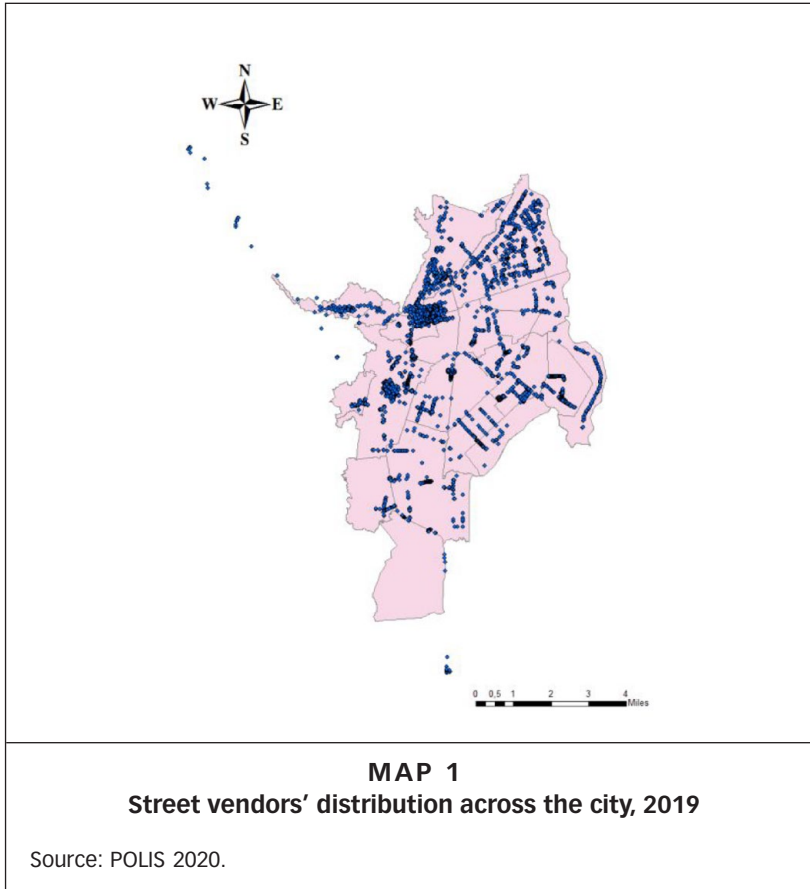 N
W E
S
0 0,5 1 2 3 4
Miles
MAP 1
Street vendors’ distribution across the city, 2019
Source: POLIS 2020.